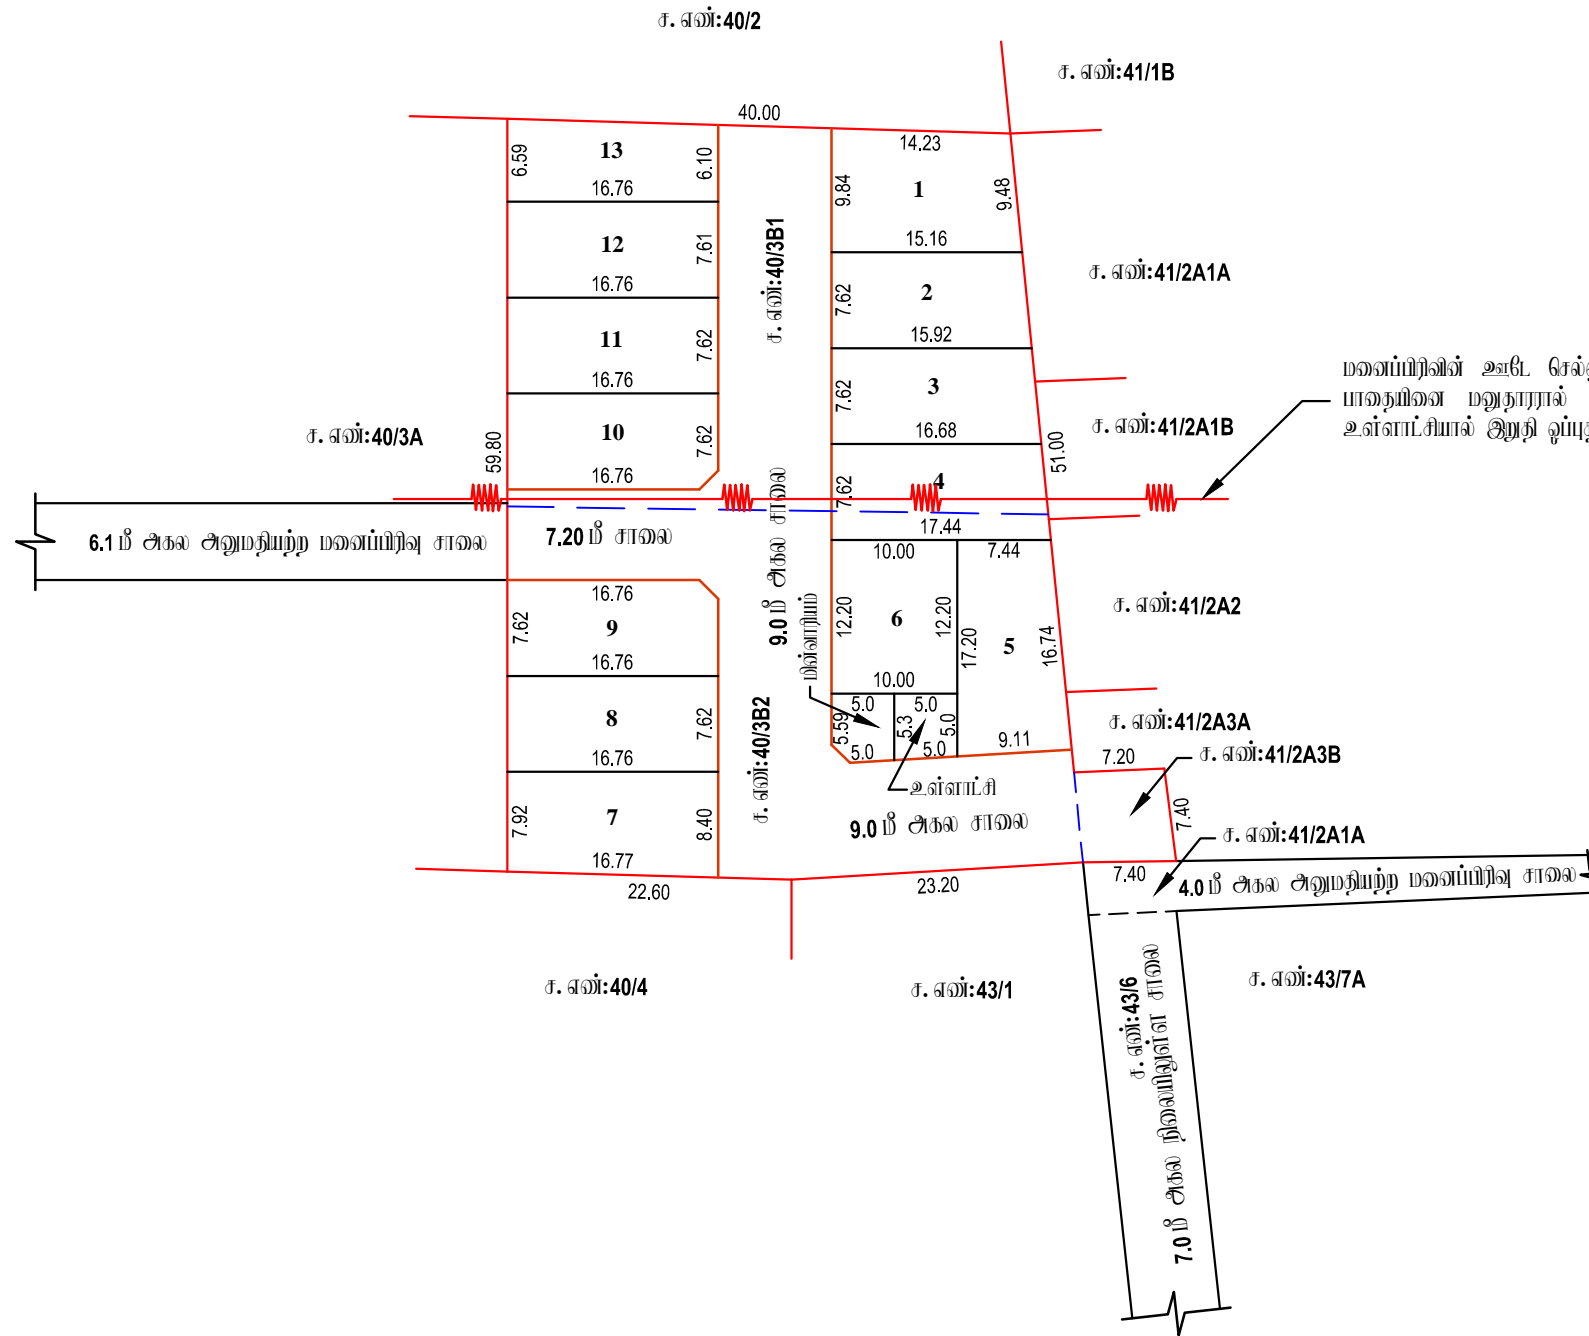 ச. எண்:40/2
ச. எண்:41/1B
40.00
14.23
13
6.59
6.10
16.76
1
9.84
9.48
15.16
12
7.61
16.76
ச. எண்:40/3B1
ச. எண்:41/2A1A
2
7.62
15.92
11
7.62
16.76
3
7.62
16.68
மனைப்பிரிவின் ஊடே
பாதையினை மனுதாரரால்
உள்ளாட்சியால் இறுதி
ச. எண்:40/3A
59.80
10
7.62
16.76
ச. எண்:41/2A1B
51.00
4
7.62
17.44
6.1 மீ அகல அனுமதியற்ற மனைப்பிரிவு சாலை
7.20 மீ சாலை
9.0 மீ அகல சாலை
10.00
7.44
16.76
9
7.62
16.76
மின்வாரியம்
12.20
6
12.20
10.00
17.20
5
16.74
ச. எண்:41/2A2
8
7.62
16.76
ச. எண்:40/3B2
5.0
5.0
5.59
5.3
5.0
5.0
5.0
9.11
ச. எண்:41/2A3A
7.20
ச. எண்:41/2A3B
7.40
உள்ளாட்சி
7
7.92
8.40
16.77
9.0 மீ அகல சாலை
ச. எண்:41/2A1A
22.60
23.20
7.40
4.0 மீ அகல அனுமதியற்ற மனைப்பிரிவு சாலை
ச. எண்:40/4
ச. எண்:43/1
ச. எண்:43/6
7.0 மீ அகல நிலையிலுள்ள சாலை
ச. எண்:43/7A